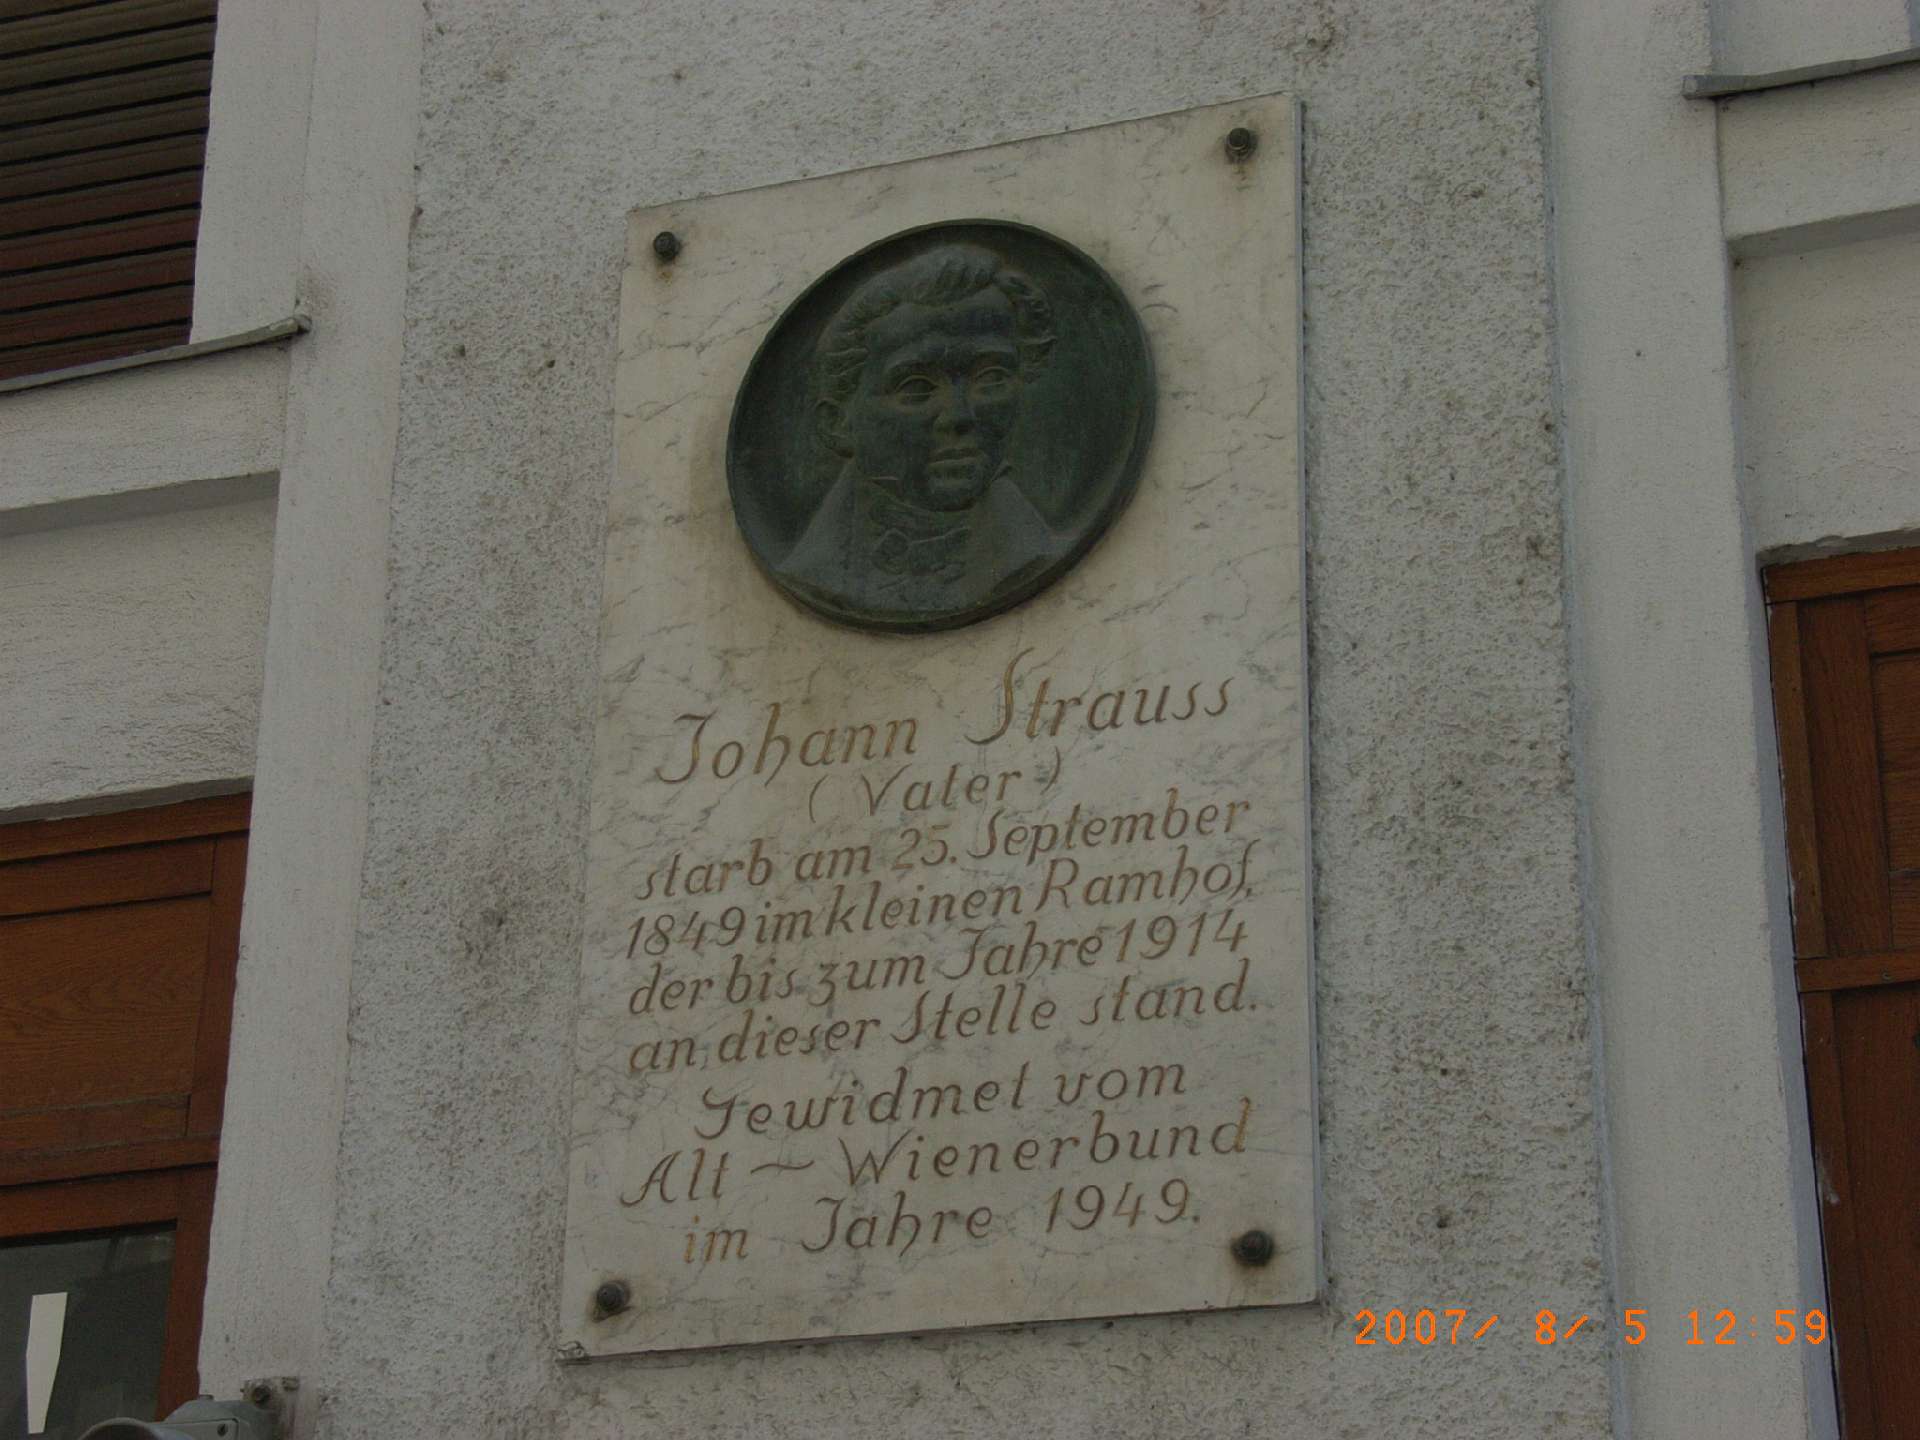 Johann Strauss
(Vater)
starb am 25. September
1849 im kleinen Ramhof,
der bis zum Jahre 1914
an dieser Stelle stand.
Gewidmet vom
Alt-Wienerbund
im Jahre 1949.
2007/ 8/ 5 12:59